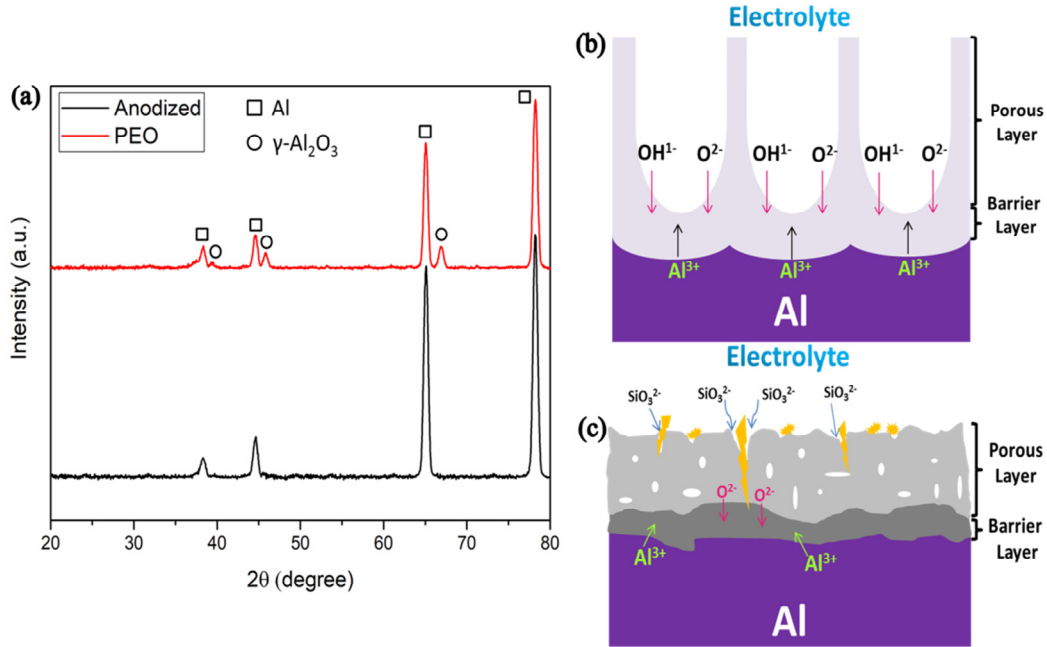 (a)
Anodized
PEO
Al
γ-Al₂O₃
Intensity (a.u.)
20 30 40 50 60 70 80
2θ (degree)
Electrolyte
(b)
OH¹⁻ O²⁻ OH¹⁻ O²⁻ OH¹⁻ O²⁻
Al³⁺ Al³⁺ Al³⁺
Al
Porous
Layer
Barrier
Layer
Electrolyte
(c)
SiO₃²⁻ SiO₃²⁻ SiO₃²⁻ SiO₃²⁻
O²⁻ O²⁻
Al³⁺ Al³⁺
Al
Porous
Layer
Barrier
Layer